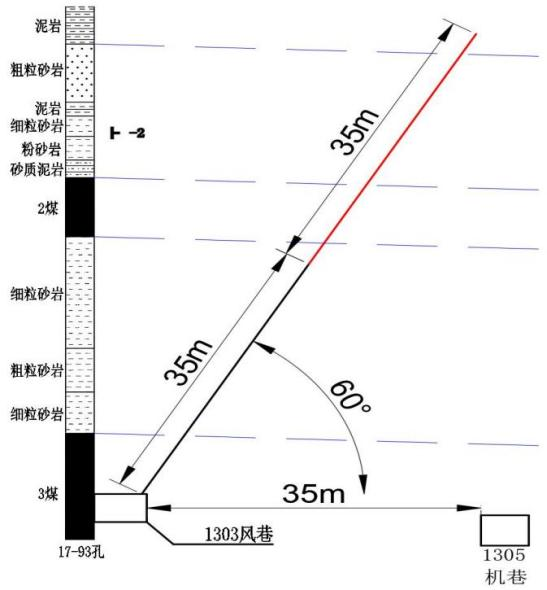 泥岩
粗粒砂岩
泥岩
细粒砂岩
粉砂岩
砂质泥岩
2煤
细粒砂岩
粗粒砂岩
细粒砂岩
3煤
17-93孔
⊢ -2
35m
35m
60°
35m
1303风巷
1305
机巷